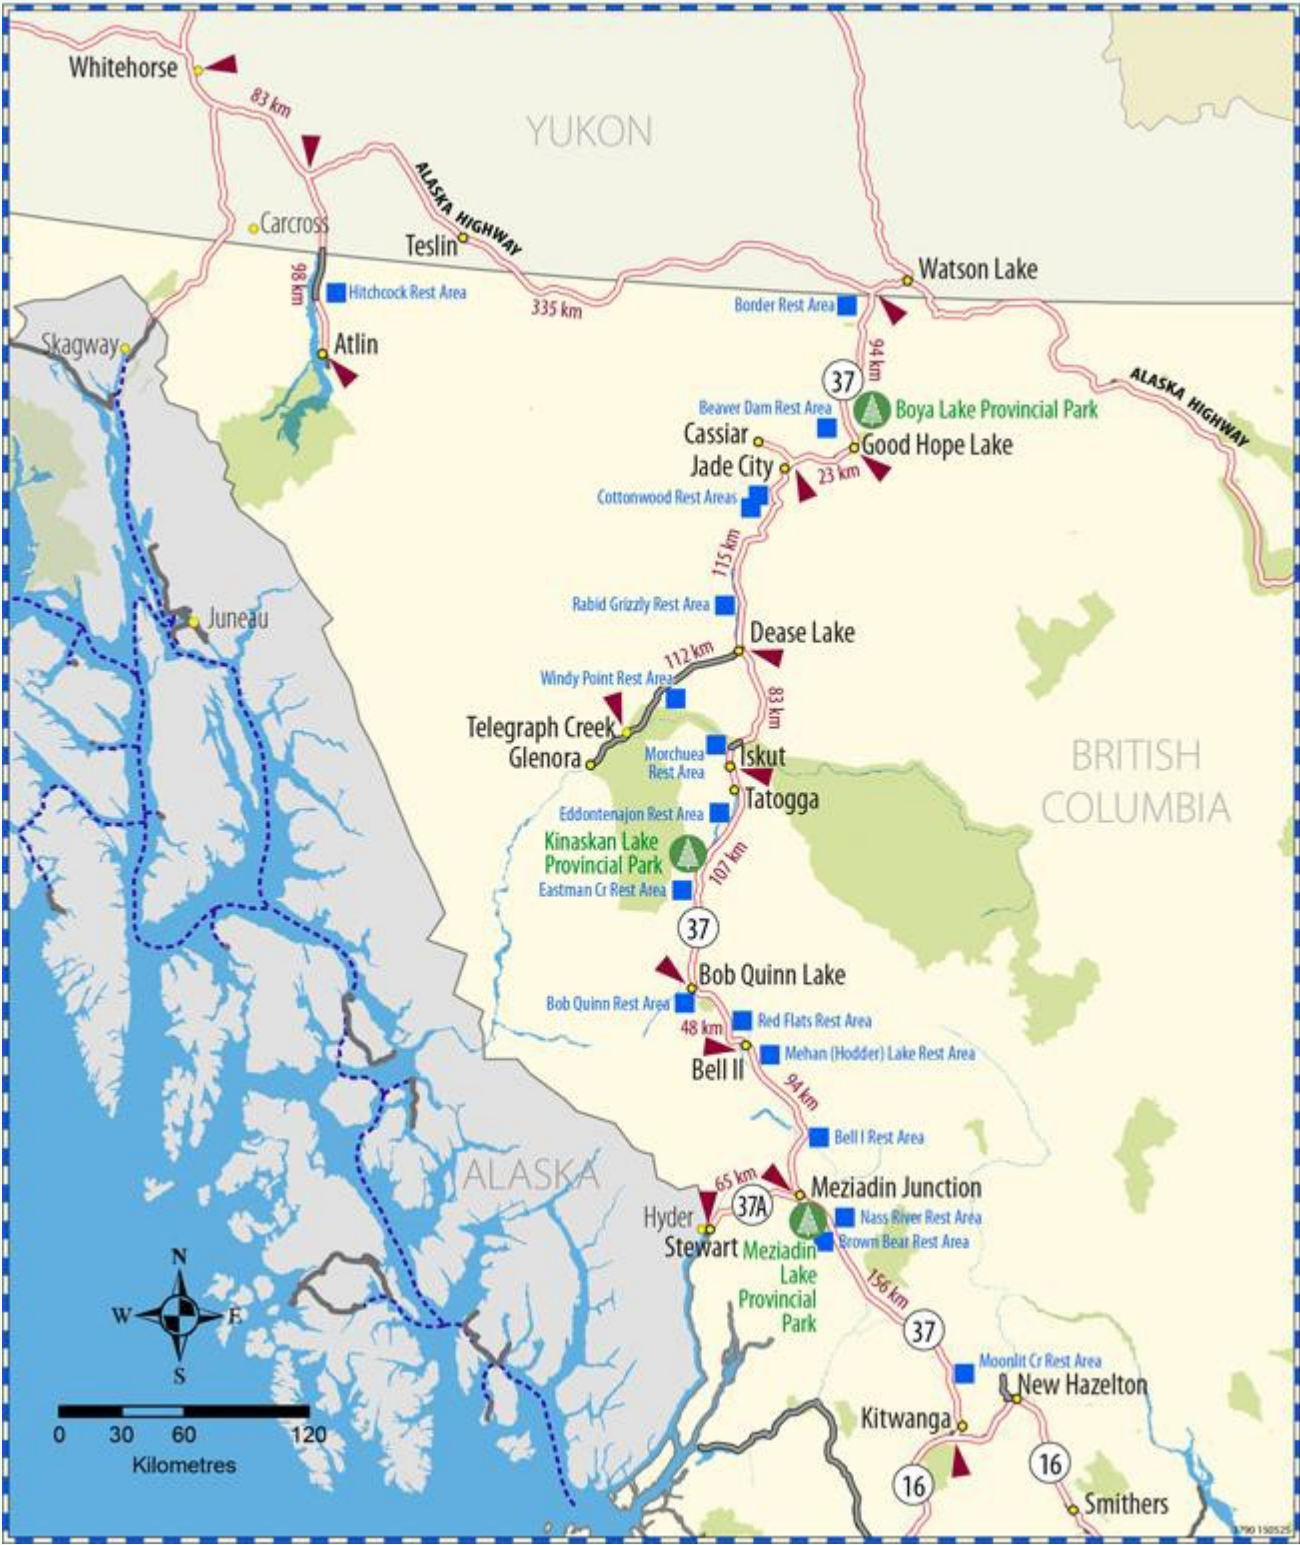 Whitehorse
83 km
YUKON
Carcross
ALASKA HIGHWAY
Teslin
98 km
Hitchcock Rest Area
335 km
Watson Lake
Border Rest Area
Skagway
Atlin
94 km
37
ALASKA HIGHWAY
Beaver Dam Rest Area
Boya Lake Provincial Park
Cassiar
Good Hope Lake
Jade City
23 km
Cottonwood Rest Areas
115 km
Rabid Grizzly Rest Area
Juneau
Dease Lake
112 km
Windy Point Rest Area
83 km
Telegraph Creek
Glenora
Morchuea
Rest Area
Iskut
BRITISH
COLUMBIA
Tatogga
Eddontenajon Rest Area
Kinaskan Lake
Provincial Park
107 km
Eastman Cr Rest Area
37
Bob Quinn Lake
Bob Quinn Rest Area
Red Flats Rest Area
48 km
Mehan (Hodder) Lake Rest Area
Bell II
94 km
Bell I Rest Area
ALASKA
65 km
Meziadin Junction
37A
Hyder
Nass River Rest Area
Stewart
Brown Bear Rest Area
Meziadin
Lake
Provincial
Park
156 km
37
N
W
E
S
Moonlit Cr Rest Area
New Hazelton
Kitwanga
0 30 60 120
Kilometres
16
16
Smithers